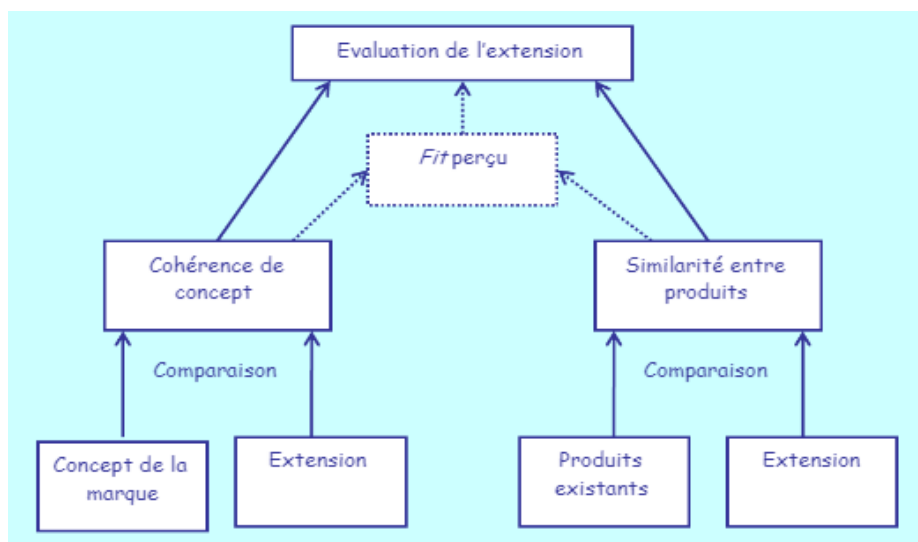 Evaluation de l'extension
Fit perçu
Cohérence de
concept
Similarité entre
produits
Comparaison
Comparaison
Concept de la
marque
Extension
Produits
existants
Extension